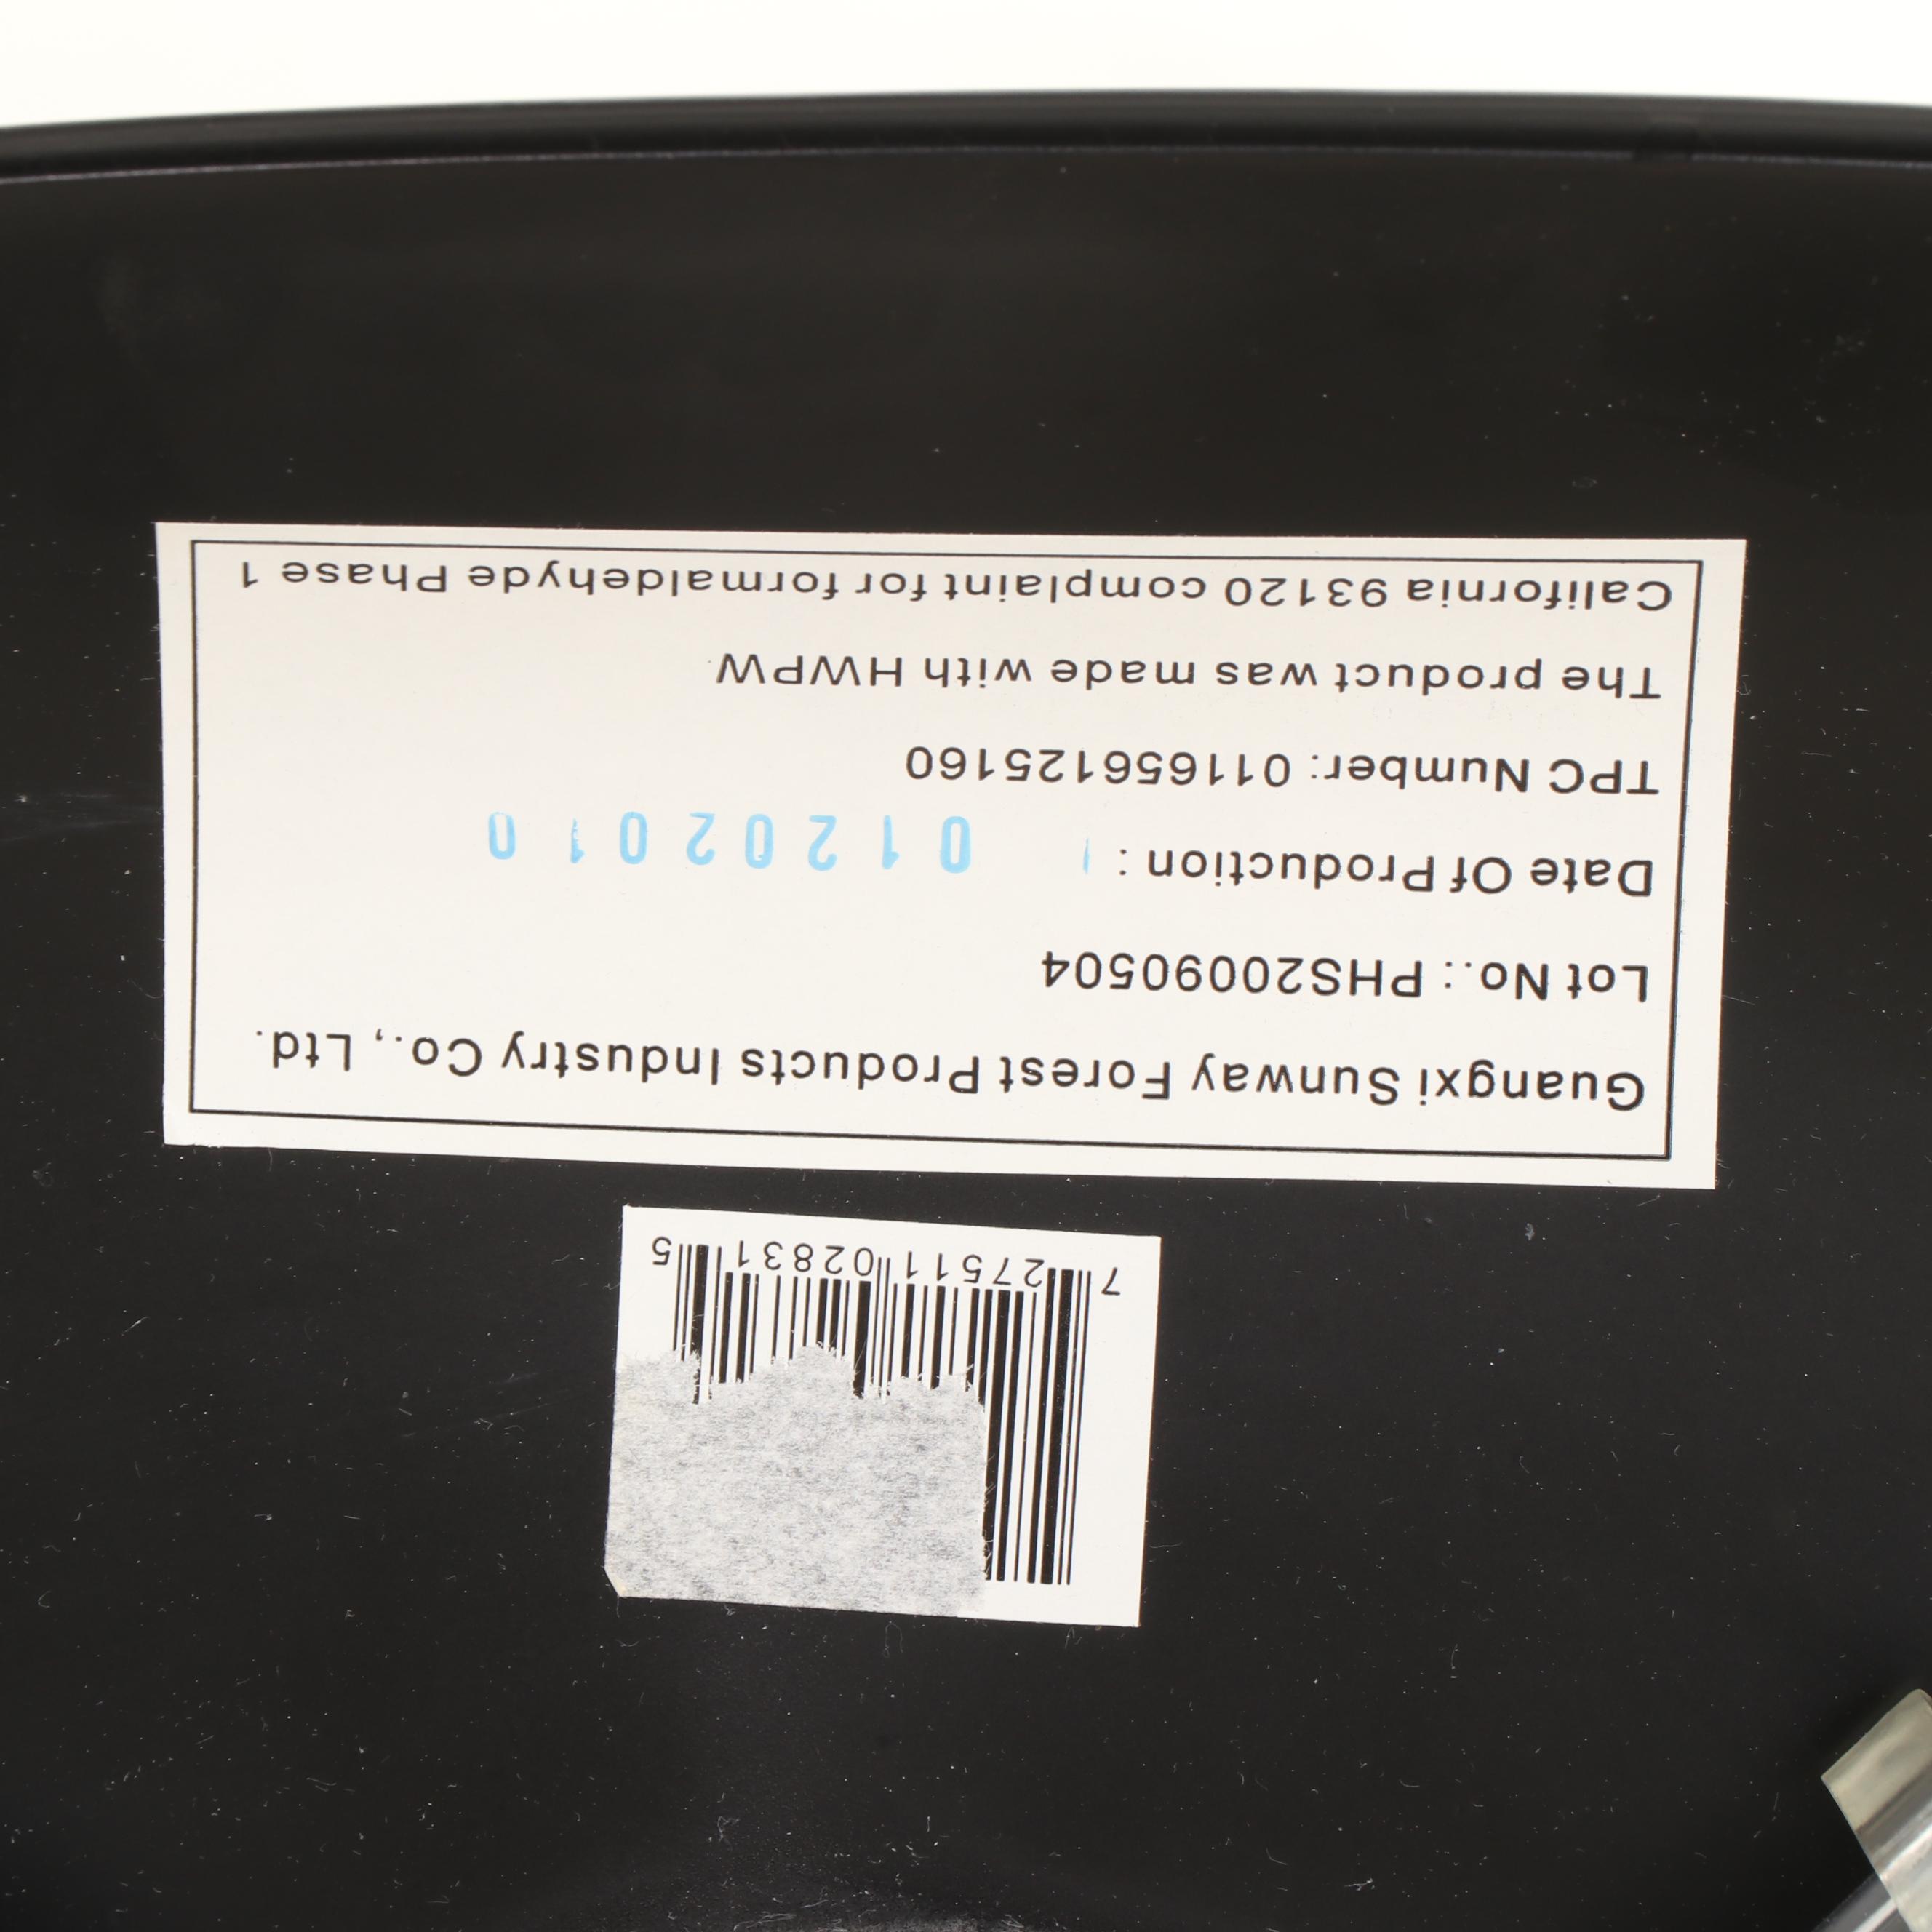 Guangxi Sunway Forest Products Industry Co., Ltd.
Lot No.: PHS20090504
Date Of Production : 0 1 2 0 2 0 1 0
TPC Number: 011656125160
The product was made with HWPW
California 93120 complaint for formaldehyde Phase 1
7 27511 02831 5